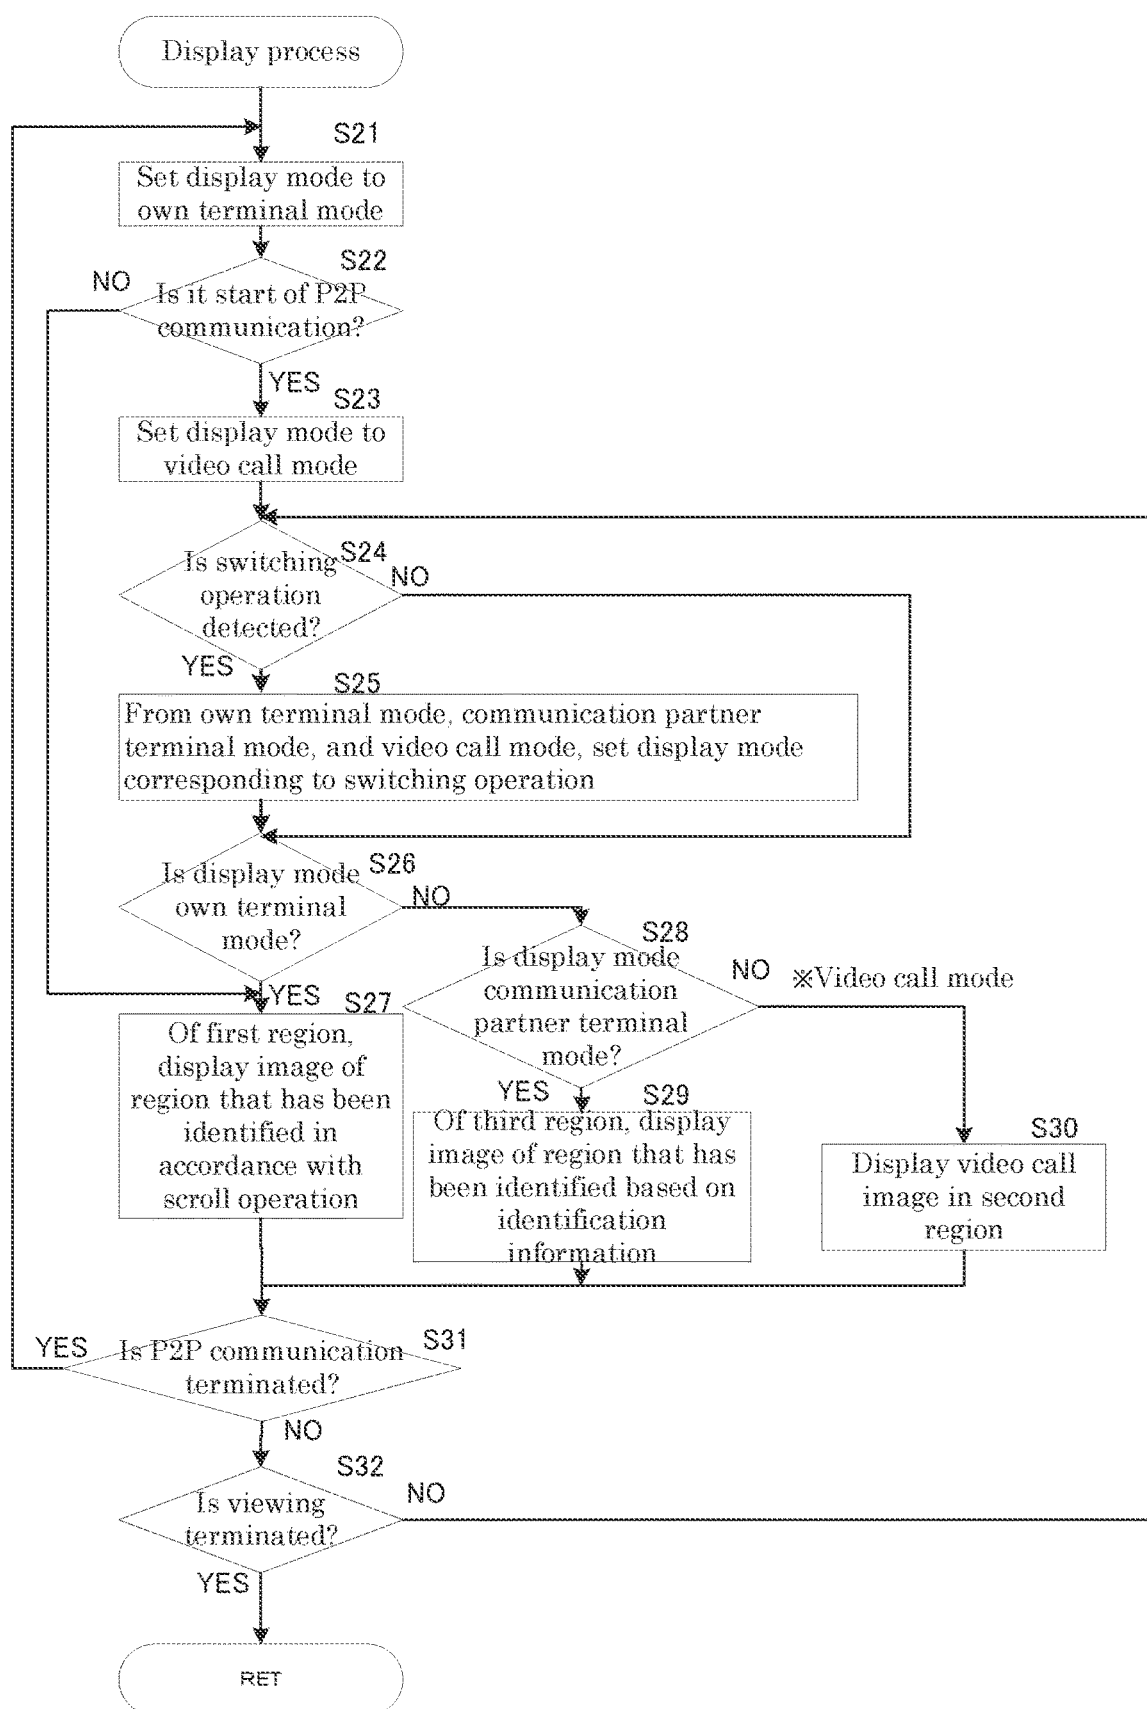 Display process
S21
Set display mode to
own terminal mode
S22
NO
Is it start of P2P
communication?
YES
S23
Set display mode to
video call mode
S24
Is switching
operation
detected?
NO
YES
S25
From own terminal mode, communication partner
terminal mode, and video call mode, set display mode
corresponding to switching operation
S26
Is display mode
own terminal
mode?
NO
YES
S28
Is display mode
communication
partner terminal
mode?
NO
※Video call mode
YES
S27
Of first region,
display image of
region that has been
identified in
accordance with
scroll operation
S29
Of third region, display
image of region that has
been identified based on
identification
information
S30
Display video call
image in second
region
S31
YES
Is P2P communication
terminated?
NO
S32
Is viewing
terminated?
NO
YES
RET